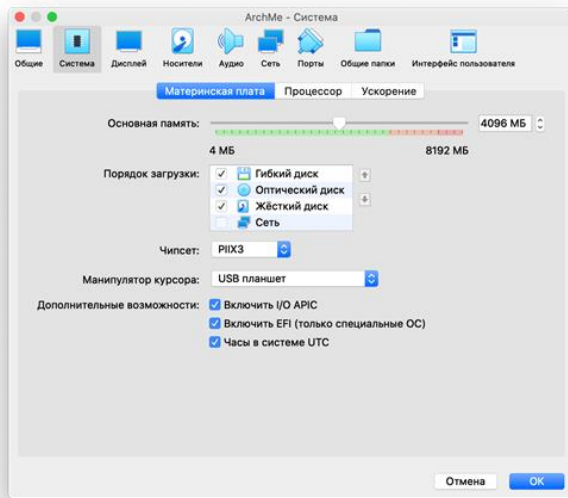 ArchMe - Система
Общие Система Дисплей Носители Аудио Сеть Порты Общие папки Интерфейс пользователя
Материнская плата Процессор Ускорение
Основная память: 4096 МБ
4 МБ 8192 МБ
Порядок загрузки: Гибкий диск
Оптический диск
Жёсткий диск
Сеть
Чипсет: PIIX3
Манипулятор курсора: USB планшет
Дополнительные возможности: Включить I/O APIC
Включить EFI (только специальные ОС)
Часы в системе UTC
Отмена OK